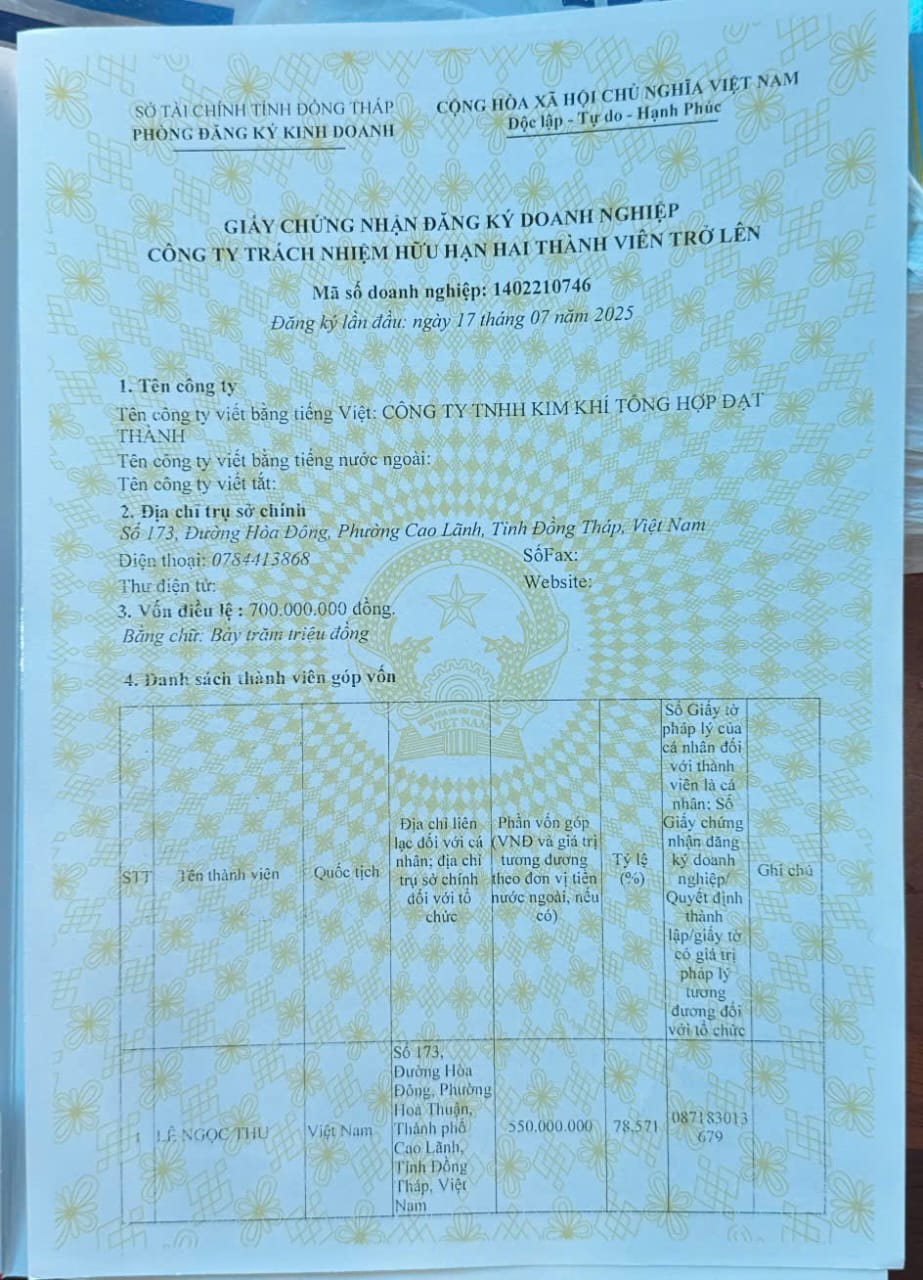 SỞ TÀI CHÍNH TỈNH ĐỒNG THÁP
PHÒNG ĐĂNG KÝ KINH DOANH
CỘNG HÒA XÃ HỘI CHỦ NGHĨA VIỆT NAM
Độc lập - Tự do - Hạnh Phúc
GIẤY CHỨNG NHẬN ĐĂNG KÝ DOANH NGHIỆP
CÔNG TY TRÁCH NHIỆM HỮU HẠN HAI THÀNH VIÊN TRỞ LÊN
Mã số doanh nghiệp: 1402210746
Đăng ký lần đầu: ngày 17 tháng 07 năm 2025
1. Tên công ty
Tên công ty viết bằng tiếng Việt: CÔNG TY TNHH KIM KHÍ TỔNG HỢP ĐẠT
THÀNH
Tên công ty viết bằng tiếng nước ngoài:
Tên công ty viết tắt:
2. Địa chỉ trụ sở chính
Số 173, Đường Hòa Đông, Phường Cao Lãnh, Tỉnh Đồng Tháp, Việt Nam
Điện thoại: 0784413868 SốFax:
Thư điện tử: Website:
3. Vốn điều lệ : 700.000.000 đồng.
Bằng chữ: Bảy trăm triệu đồng
4. Danh sách thành viên góp vốn
STT
Tên thành viên
Quốc tịch
Địa chỉ liên
lạc đối với cá
nhân; địa chỉ
trụ sở chính
đối với tổ
chức
Phần vốn góp
(VNĐ và giá trị
tương đương
theo đơn vị tiền
nước ngoài, nếu
có)
Tỷ lệ
(%)
Số Giấy tờ
pháp lý của
cá nhân đối
với thành
viên là cá
nhân; Số
Giấy chứng
nhận đăng
ký doanh
nghiệp/
Quyết định
thành
lập/giấy tờ
có giá trị
pháp lý
tương
đương đối
với tổ chức
Ghi chú
1
LÊ NGỌC THU
Việt Nam
Số 173,
Đường Hòa
Đông, Phường
Hoà Thuận,
Thành phố
Cao Lãnh,
Tỉnh Đồng
Tháp, Việt
Nam
550.000.000
78,571
087183013
679
VIỆT NAM